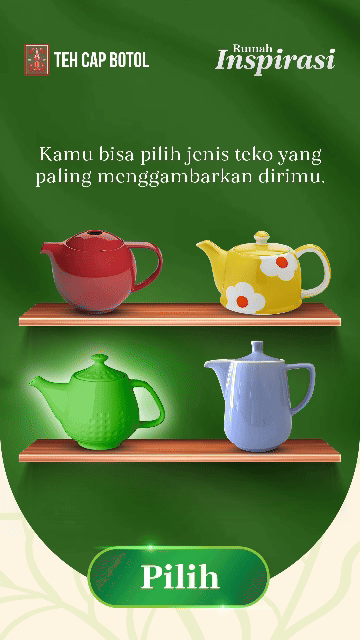 TEH CAP BOTOL
Rumah
Inspirasi
Kamu bisa pilih jenis teko yang
paling menggambarkan dirimu.
Pilih